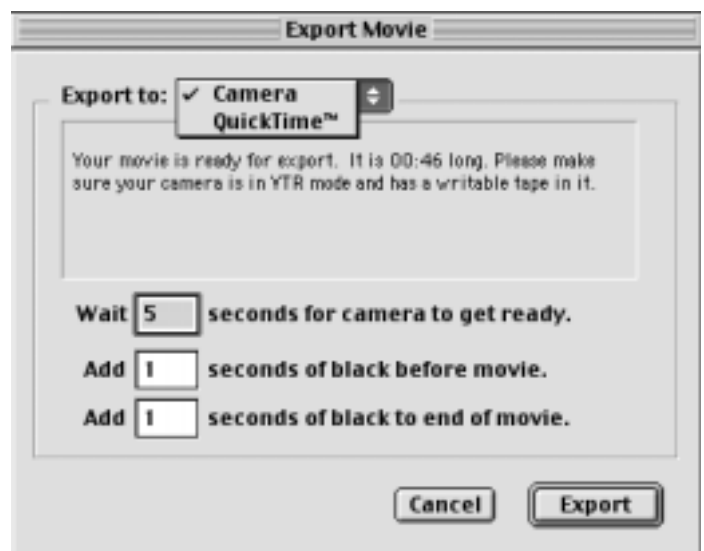 Export Movie
Export to: ✓ Camera
QuickTime™
Your movie is ready for export. It is 00:46 long. Please make
sure your camera is in VTR mode and has a writable tape in it.
Wait 5 seconds for camera to get ready.
Add 1 seconds of black before movie.
Add 1 seconds of black to end of movie.
Cancel Export